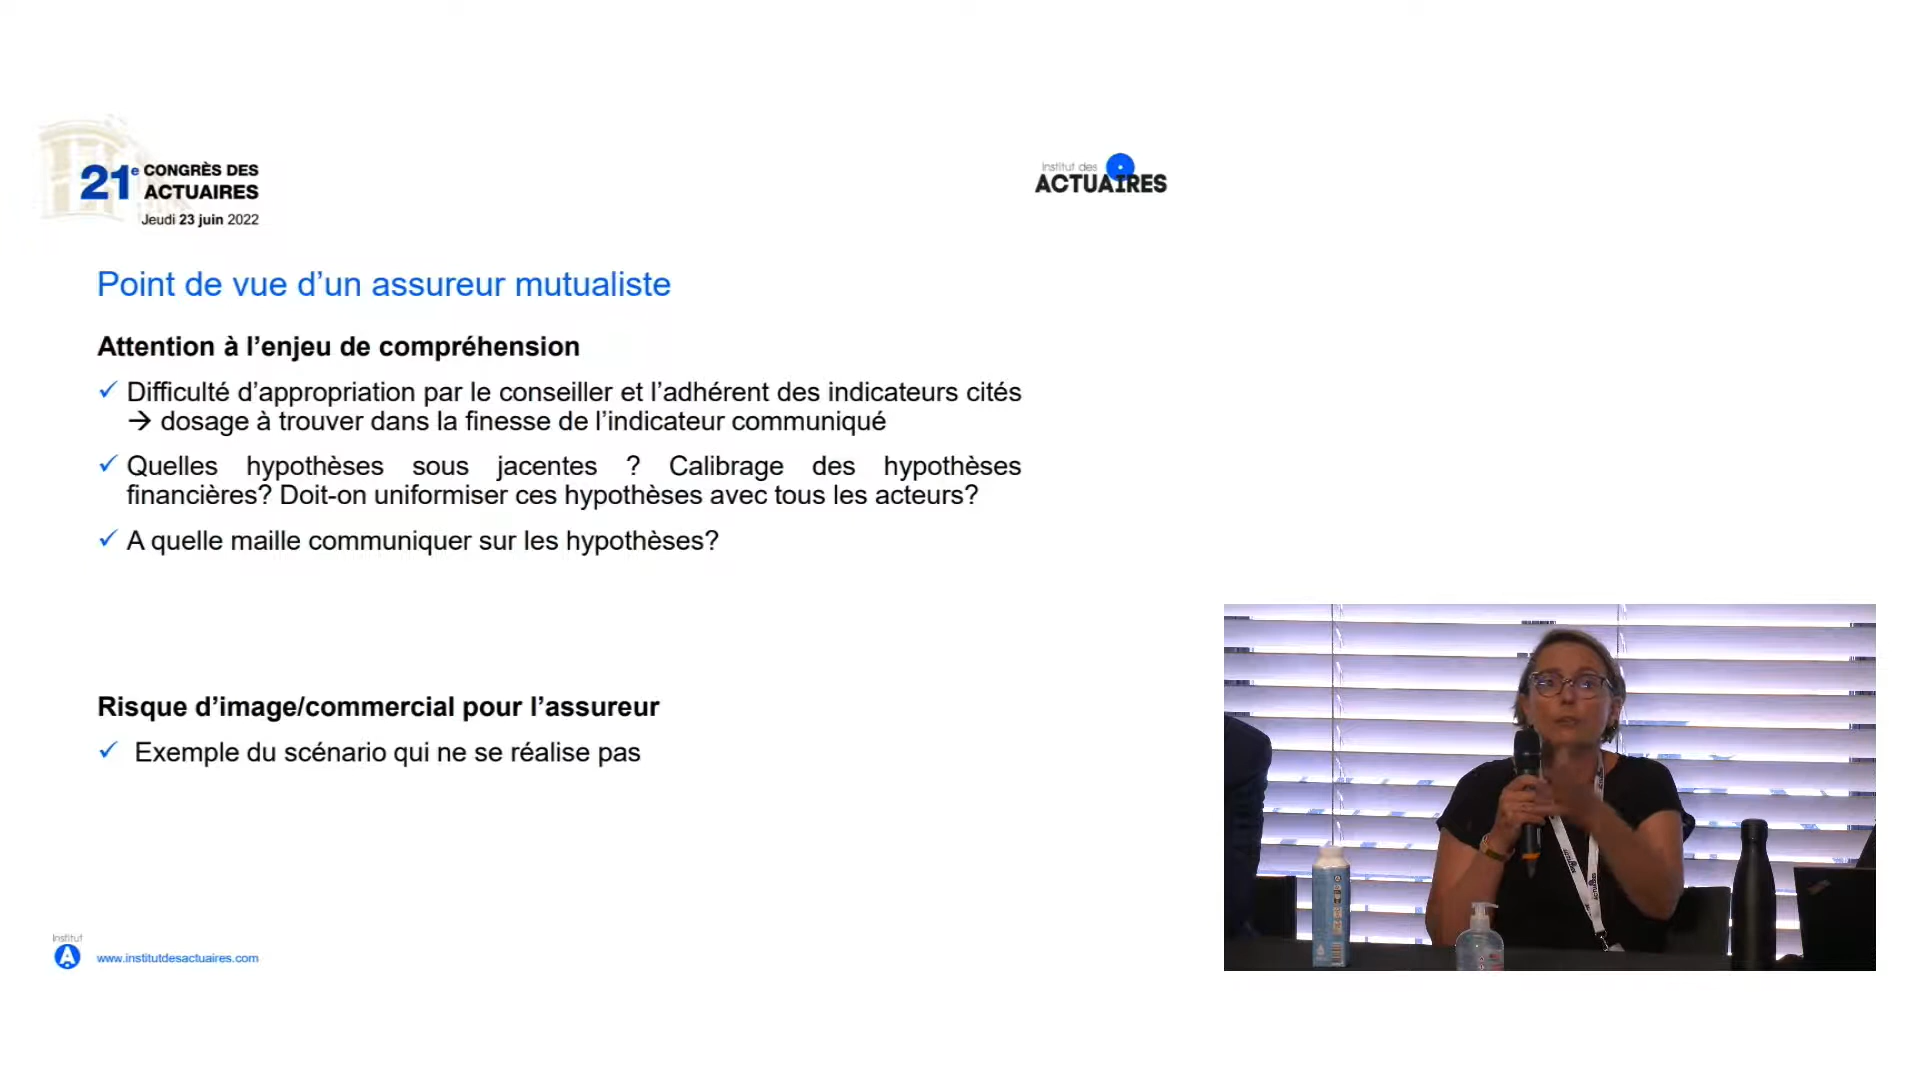 21e CONGRÈS DES
ACTUAIRES
Jeudi 23 juin 2022
Institut des
ACTUAIRES
Point de vue d’un assureur mutualiste
Attention à l’enjeu de compréhension
✓ Difficulté d’appropriation par le conseiller et l’adhérent des indicateurs cités
→ dosage à trouver dans la finesse de l’indicateur communiqué
✓ Quelles hypothèses sous jacentes ? Calibrage des hypothèses
financières? Doit-on uniformiser ces hypothèses avec tous les acteurs?
✓ A quelle maille communiquer sur les hypothèses?
Risque d’image/commercial pour l’assureur
✓ Exemple du scénario qui ne se réalise pas
Institut
A
www.institutdesactuaires.com